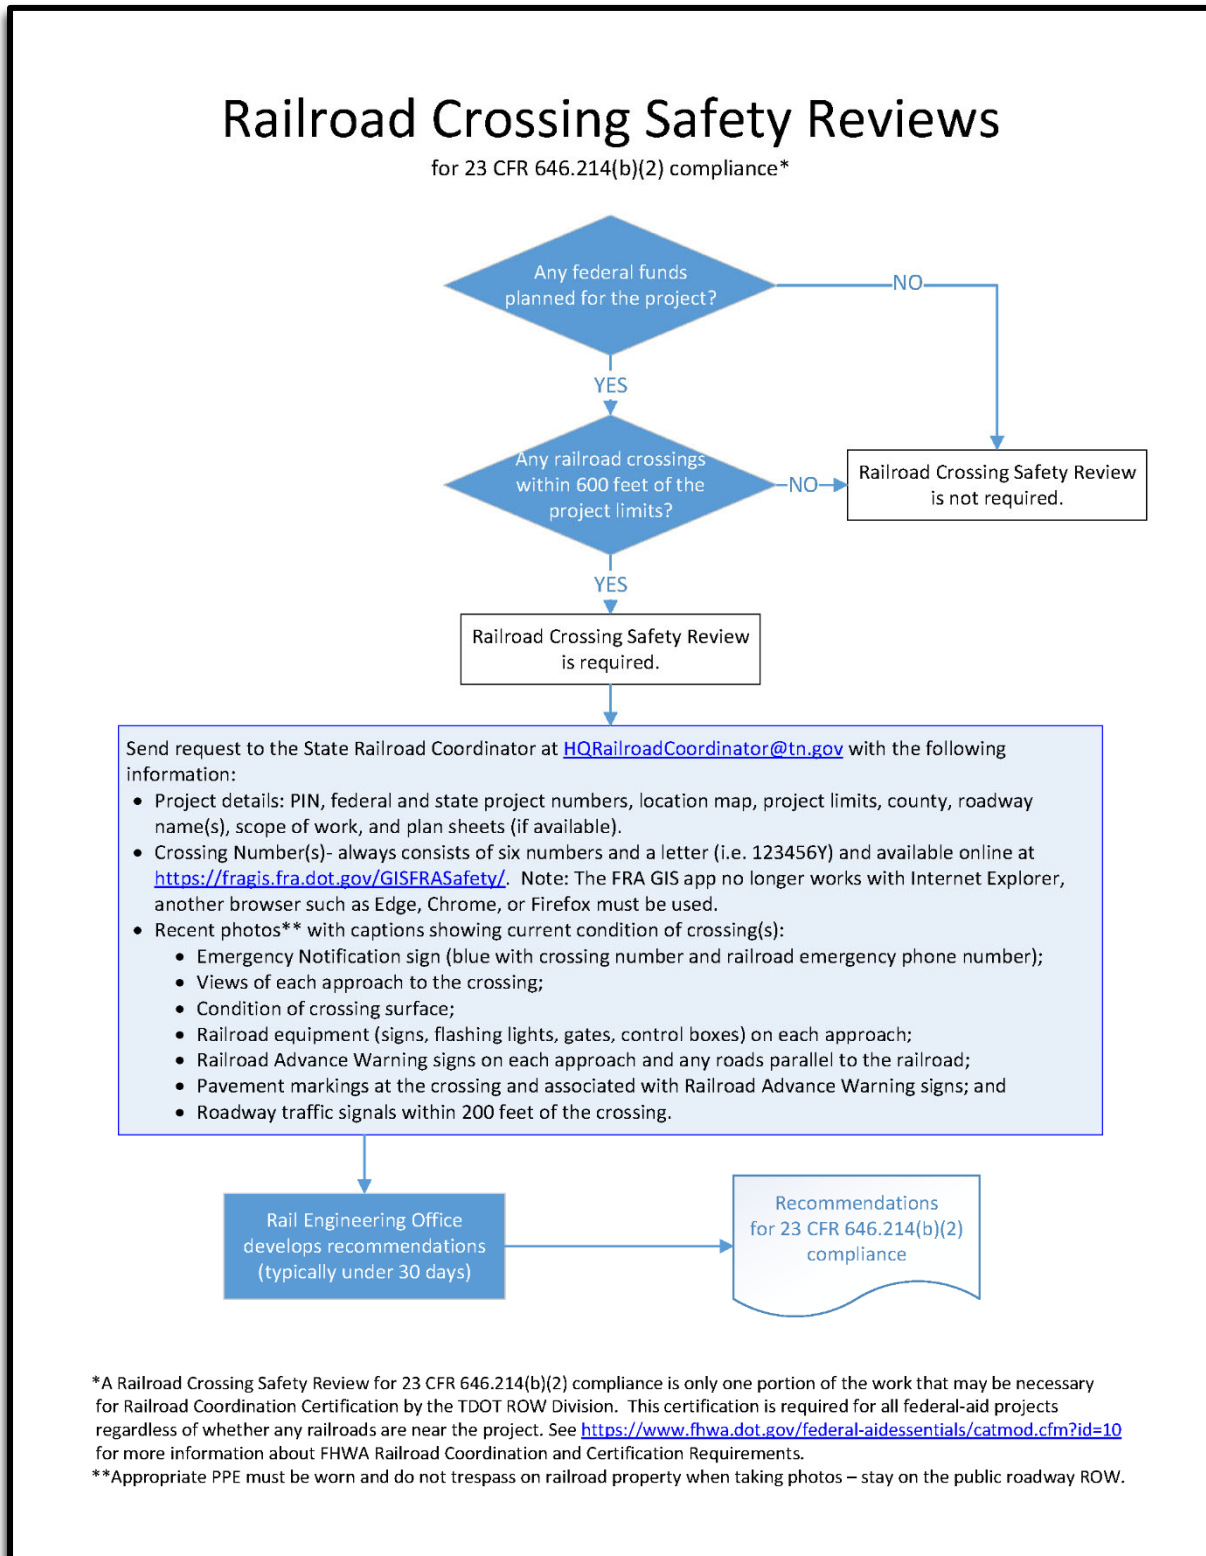 Railroad Crossing Safety Reviews
for 23 CFR 646.214(b)(2) compliance*
Any federal funds
planned for the project?
NO
YES
Any railroad crossings
within 600 feet of the
project limits?
NO
Railroad Crossing Safety Review
is not required.
YES
Railroad Crossing Safety Review
is required.
Send request to the State Railroad Coordinator at HQRailroadCoordinator@tn.gov with the following
information:
• Project details: PIN, federal and state project numbers, location map, project limits, county, roadway
name(s), scope of work, and plan sheets (if available).
• Crossing Number(s)- always consists of six numbers and a letter (i.e. 123456Y) and available online at
https://fragis.fra.dot.gov/GISFRASafety/. Note: The FRA GIS app no longer works with Internet Explorer,
another browser such as Edge, Chrome, or Firefox must be used.
• Recent photos** with captions showing current condition of crossing(s):
• Emergency Notification sign (blue with crossing number and railroad emergency phone number);
• Views of each approach to the crossing;
• Condition of crossing surface;
• Railroad equipment (signs, flashing lights, gates, control boxes) on each approach;
• Railroad Advance Warning signs on each approach and any roads parallel to the railroad;
• Pavement markings at the crossing and associated with Railroad Advance Warning signs; and
• Roadway traffic signals within 200 feet of the crossing.
Rail Engineering Office
develops recommendations
(typically under 30 days)
Recommendations
for 23 CFR 646.214(b)(2)
compliance
*A Railroad Crossing Safety Review for 23 CFR 646.214(b)(2) compliance is only one portion of the work that may be necessary
for Railroad Coordination Certification by the TDOT ROW Division. This certification is required for all federal-aid projects
regardless of whether any railroads are near the project. See https://www.fhwa.dot.gov/federal-aidessentials/catmod.cfm?id=10
for more information about FHWA Railroad Coordination and Certification Requirements.
**Appropriate PPE must be worn and do not trespass on railroad property when taking photos – stay on the public roadway ROW.